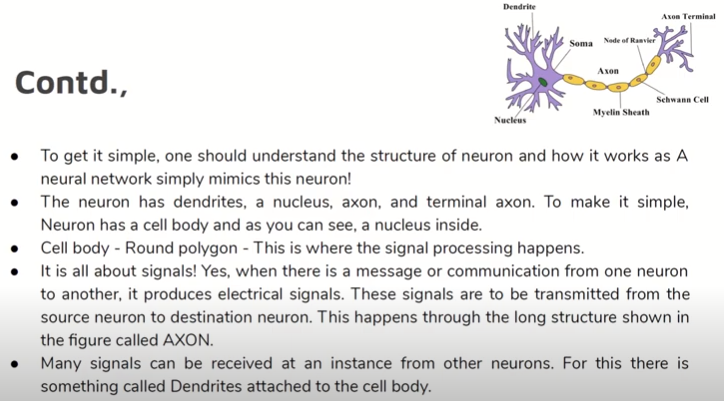 Dendrite
Axon Terminal
Soma
Node of Ranvier
Axon
Schwann Cell
Myelin Sheath
Nucleus
Contd.,
● To get it simple, one should understand the structure of neuron and how it works as A
neural network simply mimics this neuron!
● The neuron has dendrites, a nucleus, axon, and terminal axon. To make it simple,
Neuron has a cell body and as you can see, a nucleus inside.
● Cell body - Round polygon - This is where the signal processing happens.
● It is all about signals! Yes, when there is a message or communication from one neuron
to another, it produces electrical signals. These signals are to be transmitted from the
source neuron to destination neuron. This happens through the long structure shown in
the figure called AXON.
● Many signals can be received at an instance from other neurons. For this there is
something called Dendrites attached to the cell body.